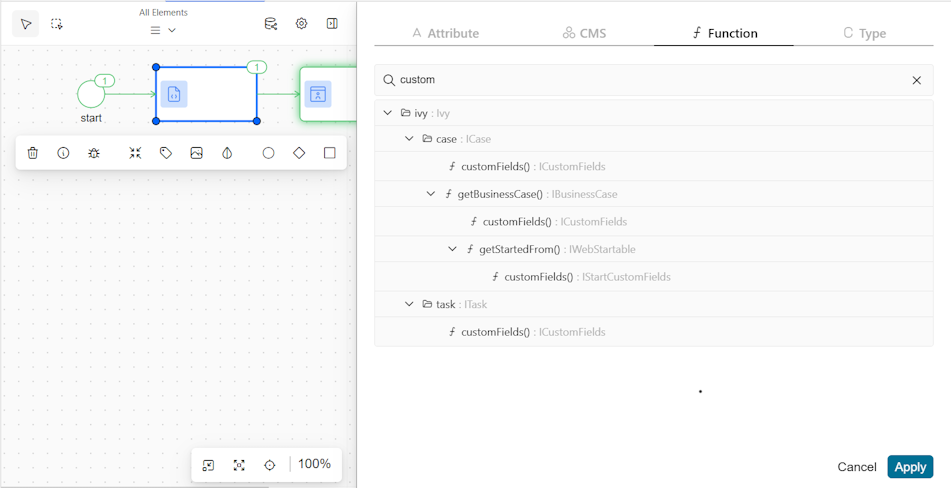 All Elements
1
1
start
100%
Attribute
CMS
Function
Type
custom
ivy : Ivy
case : ICase
customFields() : ICustomFields
getBusinessCase() : IBusinessCase
customFields() : ICustomFields
getStartedFrom() : IWebStartable
customFields() : IStartCustomFields
task : ITask
customFields() : ICustomFields
Cancel
Apply